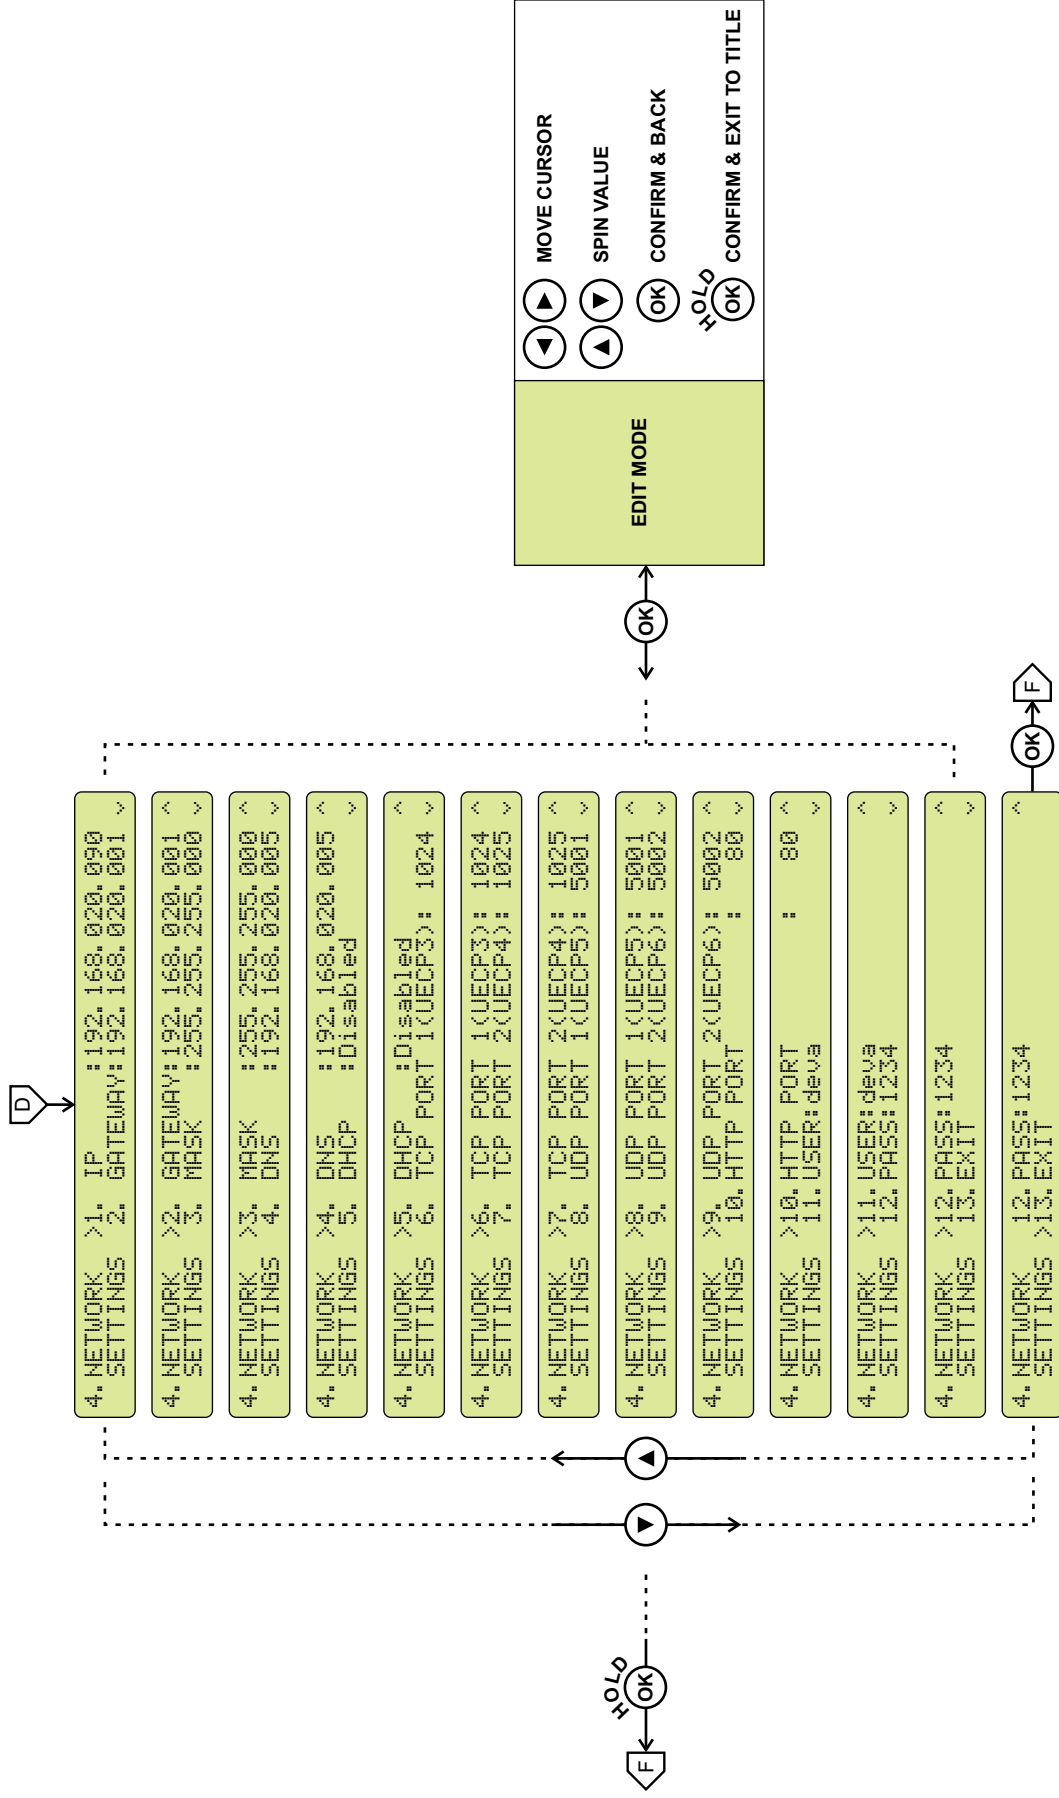 D
4. NETWORK >1. IP :192.168.020.090
SETTINGS 2. GATEWAY:192.168.020.001 v
4. NETWORK >2. GATEWAY:192.168.020.001 ^
SETTINGS 3. MASK :255.255.255.000 v
4. NETWORK >3. MASK :255.255.255.000 ^
SETTINGS 4. DNS :192.168.020.005 v
4. NETWORK >4. DNS :192.168.020.005 ^
SETTINGS 5. DHCP :Disabled v
4. NETWORK >5. DHCP :Disabled ^
SETTINGS 6. TCP PORT 1(UECP3): 1024 v
4. NETWORK >6. TCP PORT 1(UECP3): 1024 ^
SETTINGS 7. TCP PORT 2(UECP4): 1025 v
4. NETWORK >7. TCP PORT 2(UECP4): 1025 ^
SETTINGS 8. UDP PORT 1(UECP5): 5001 v
4. NETWORK >8. UDP PORT 1(UECP5): 5001 ^
SETTINGS 9. UDP PORT 2(UECP6): 5002 v
4. NETWORK >9. UDP PORT 2(UECP6): 5002 ^
SETTINGS 10. HTTP PORT : 80 v
4. NETWORK >10. HTTP PORT : 80 ^
SETTINGS 11. USER:deva v
4. NETWORK >11. USER:deva ^
SETTINGS 12. PASS:1234 v
4. NETWORK >12. PASS:1234 ^
SETTINGS 13. EXIT v
4. NETWORK 12. PASS:1234 ^
SETTINGS >13. EXIT
HOLD
OK
F
OK
F
OK
EDIT MODE
MOVE CURSOR
SPIN VALUE
OK CONFIRM & BACK
HOLD
OK CONFIRM & EXIT TO TITLE